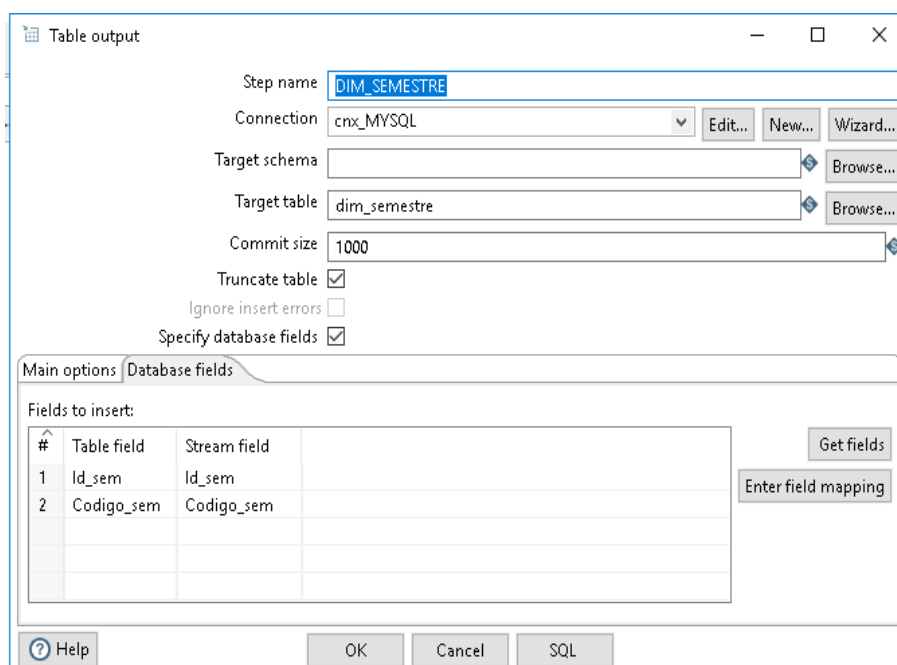 Table output
Step name DIM_SEMESTRE
Connection cnx_MYSQL Edit... New... Wizard...
Target schema Browse...
Target table dim_semestre Browse...
Commit size 1000
Truncate table
Ignore insert errors
Specify database fields
Main options Database fields
Fields to insert:
# Table field Stream field Get fields
1 Id_sem Id_sem
Enter field mapping
2 Codigo_sem Codigo_sem
Help OK Cancel SQL